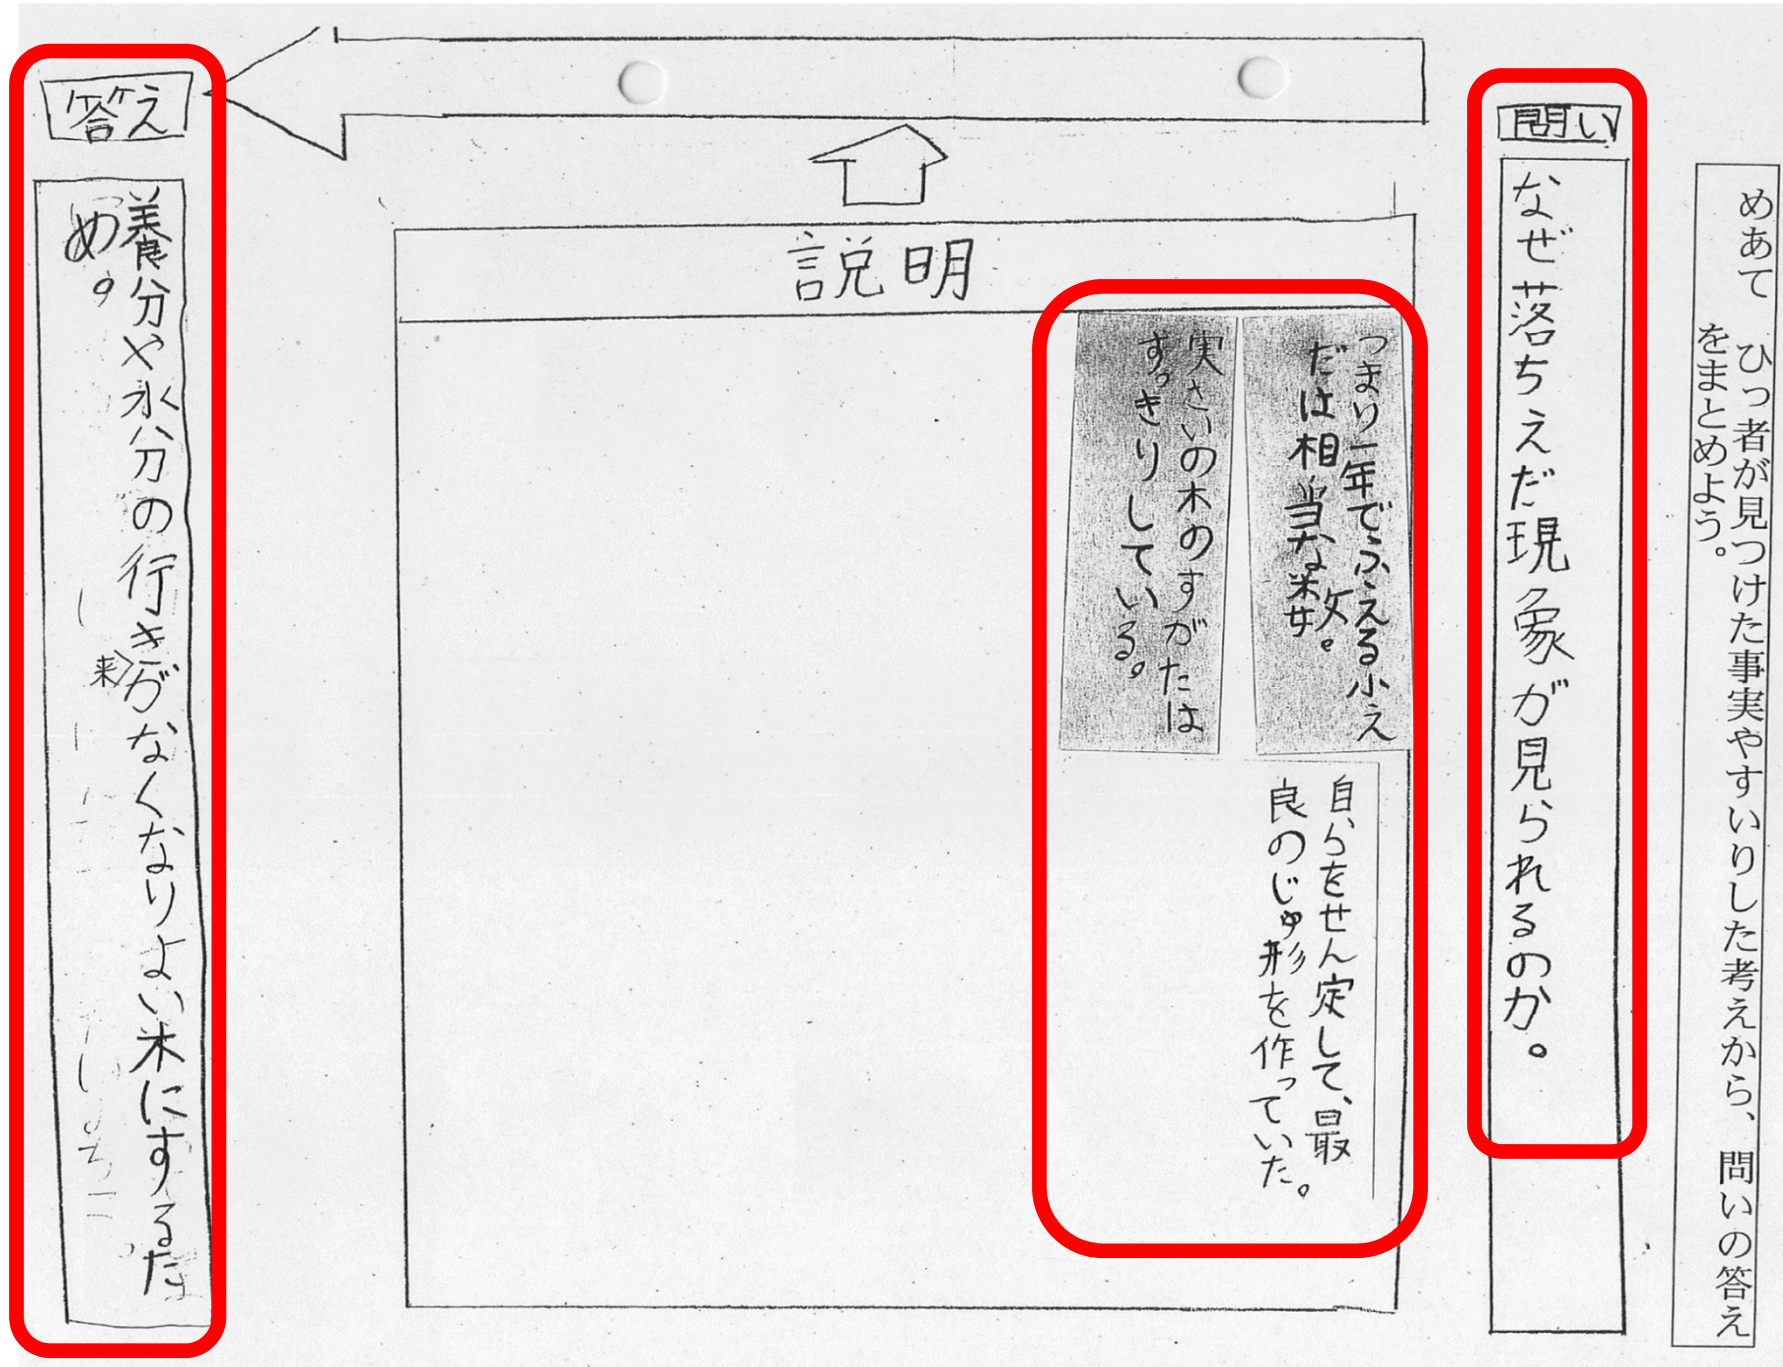 めあて　ひっ者が見つけた事実やすいりした考えから、問いの答え
をまとめよう。
問い
なぜ落ちえだ現象が見られるのか。
説明
つまり一年でふえる小え
だは相当な数。
実さいの木のすがたは
すっきりしている。
自らをせん定して、最
良のじゅ形を作っていた。
答え
養分や水分の行き来がなくなりよい木にするた
め。